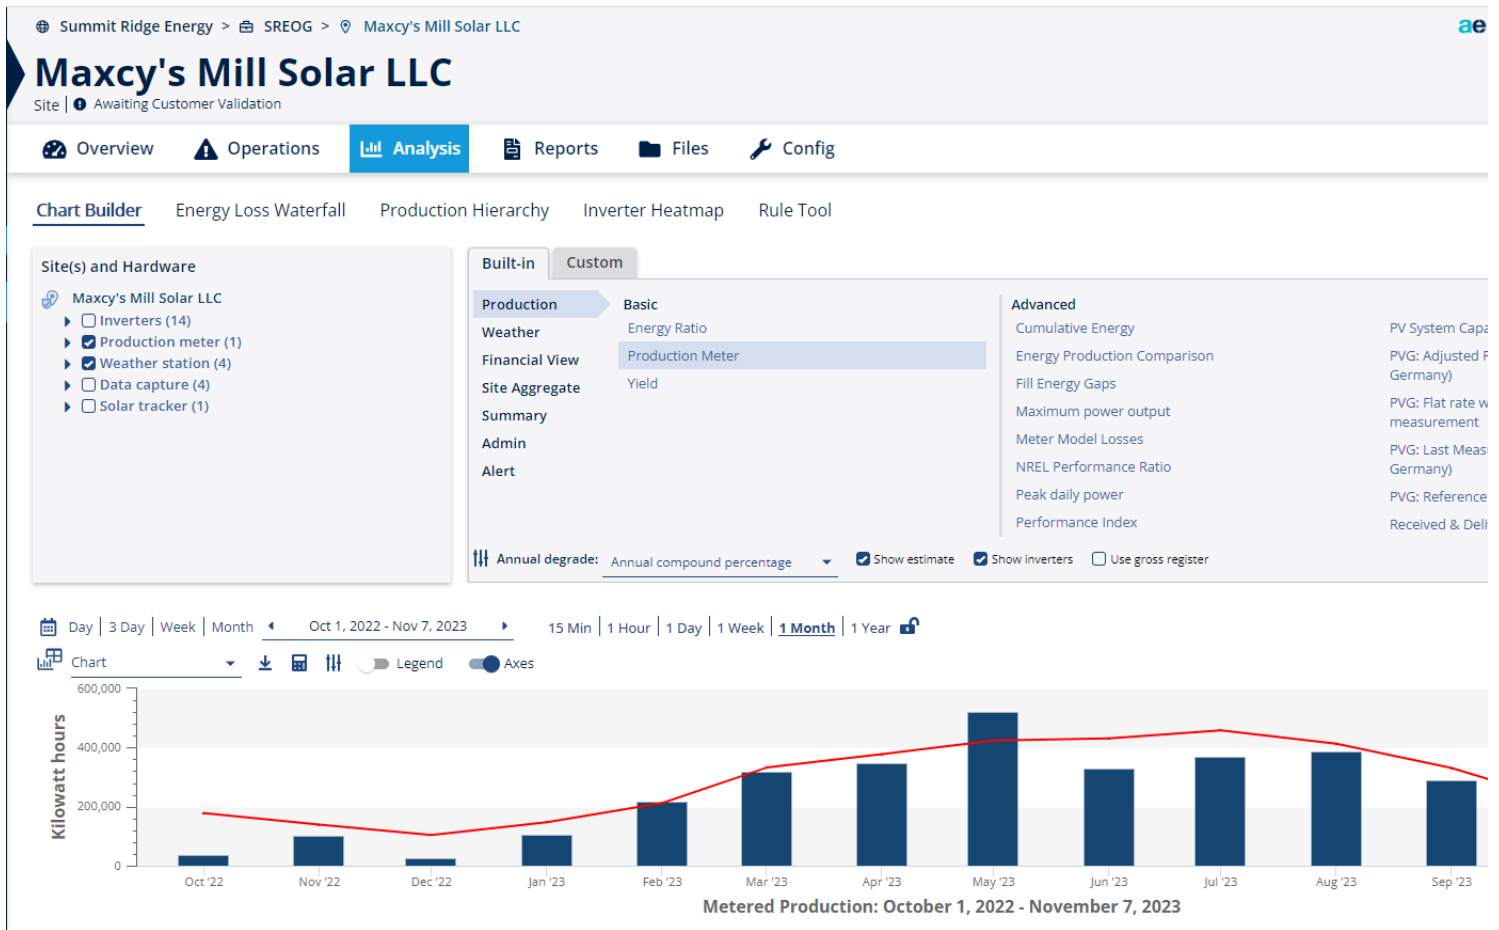 Summit Ridge Energy > SREOG > Maxcy's Mill Solar LLC
ae
Maxcy's Mill Solar LLC
Site | Awaiting Customer Validation
Overview Operations Analysis Reports Files Config
Chart Builder Energy Loss Waterfall Production Hierarchy Inverter Heatmap Rule Tool
Site(s) and Hardware
Maxcy's Mill Solar LLC
Inverters (14)
Production meter (1)
Weather station (4)
Data capture (4)
Solar tracker (1)
Built-in Custom
Production
Weather
Financial View
Site Aggregate
Summary
Admin
Alert
Basic
Energy Ratio
Production Meter
Yield
Advanced
Cumulative Energy
Energy Production Comparison
Fill Energy Gaps
Maximum power output
Meter Model Losses
NREL Performance Ratio
Peak daily power
Performance Index
PV System Capa
PVG: Adjusted P
Germany)
PVG: Flat rate w
measurement
PVG: Last Meas
Germany)
PVG: Reference
Received & Deli
Annual degrade: Annual compound percentage Show estimate Show inverters Use gross register
Day | 3 Day | Week | Month Oct 1, 2022 - Nov 7, 2023 15 Min | 1 Hour | 1 Day | 1 Week | 1 Month | 1 Year
Chart Legend Axes
600,000
400,000
200,000
0
Kilowatt hours
Oct '22 Nov '22 Dec '22 Jan '23 Feb '23 Mar '23 Apr '23 May '23 Jun '23 Jul '23 Aug '23 Sep '23
Metered Production: October 1, 2022 - November 7, 2023